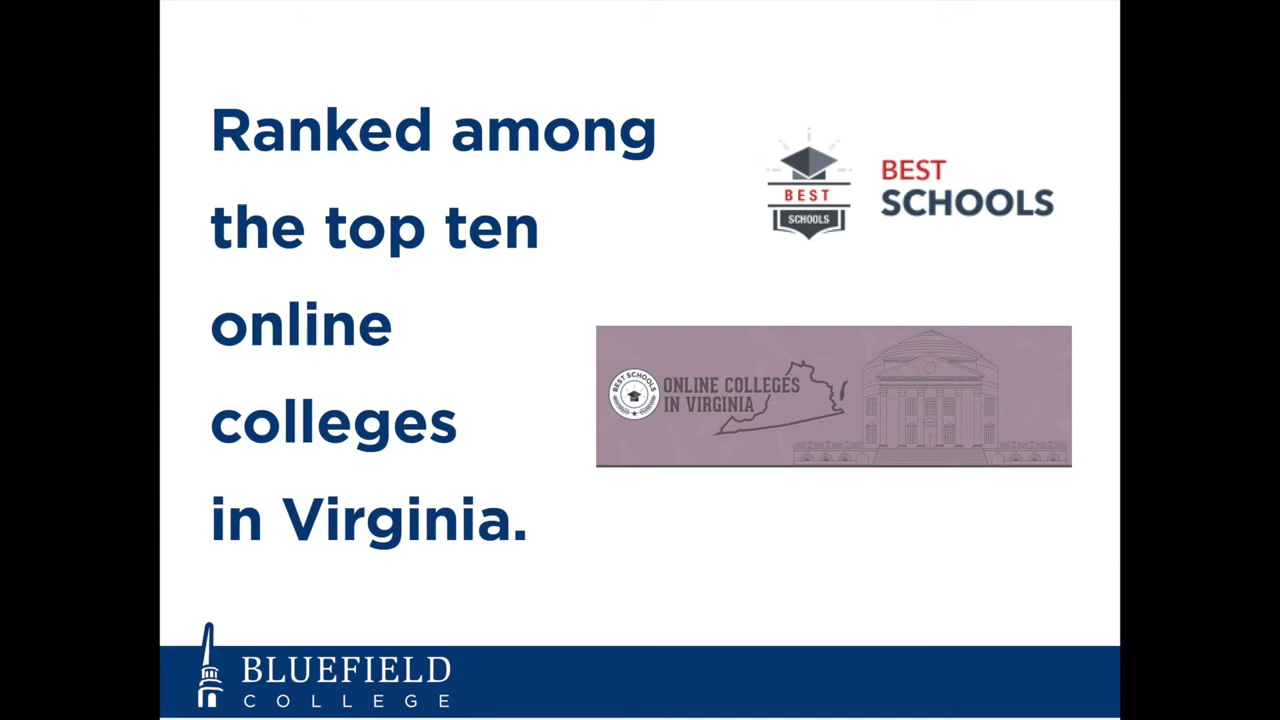 Ranked among
the top ten
online
colleges
in Virginia.
BEST
SCHOOLS
BEST
SCHOOLS
BEST SCHOOLS
ONLINE COLLEGES
IN VIRGINIA
BLUEFIELD
COLLEGE